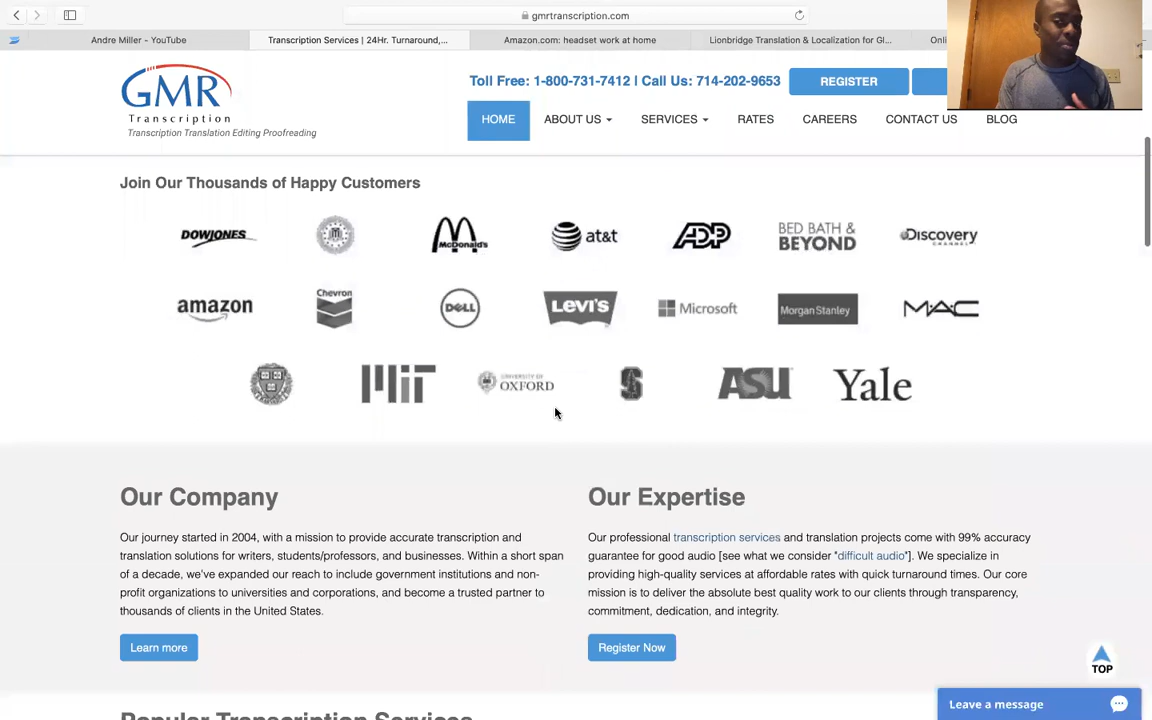 gmrtranscription.com
Andre Miller - YouTube
Transcription Services | 24Hr. Turnaround,...
Amazon.com: headset work at home
Lionbridge Translation & Localization for Gl...
Onl
GMR
Transcription
Transcription Translation Editing Proofreading
Toll Free: 1-800-731-7412 | Call Us: 714-202-9653
REGISTER
HOME
ABOUT US
SERVICES
RATES
CAREERS
CONTACT US
BLOG
Join Our Thousands of Happy Customers
DOWJONES
McDonald's
at&t
ADP
BED BATH &
BEYOND
Discovery
CHANNEL
amazon
Chevron
DELL
LEVI'S
Microsoft
Morgan Stanley
MAC
MIT
UNIVERSITY OF
OXFORD
S
ASU
Yale
Our Company
Our journey started in 2004, with a mission to provide accurate transcription and
translation solutions for writers, students/professors, and businesses. Within a short span
of a decade, we've expanded our reach to include government institutions and non-
profit organizations to universities and corporations, and become a trusted partner to
thousands of clients in the United States.
Learn more
Our Expertise
Our professional transcription services and translation projects come with 99% accuracy
guarantee for good audio [see what we consider "difficult audio"]. We specialize in
providing high-quality services at affordable rates with quick turnaround times. Our core
mission is to deliver the absolute best quality work to our clients through transparency,
commitment, dedication, and integrity.
Register Now
TOP
Leave a message
Popular Transcription Services